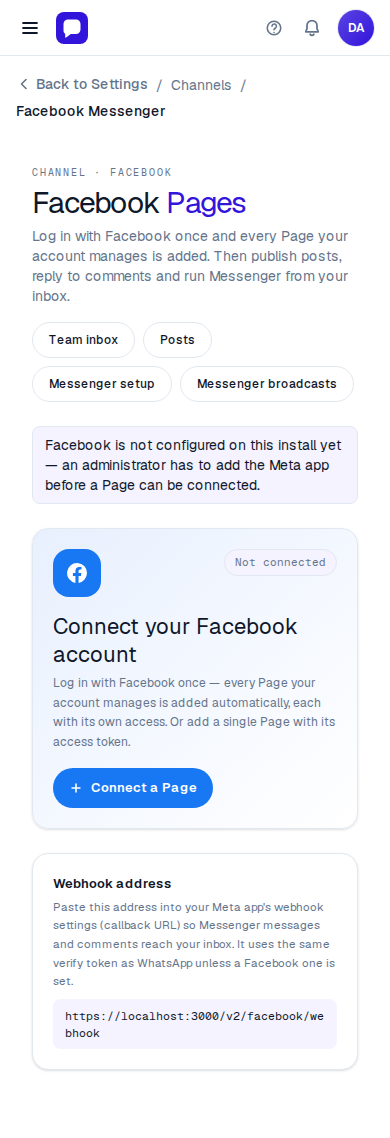 DA
Back to Settings / Channels /
Facebook Messenger
CHANNEL · FACEBOOK
Facebook Pages
Log in with Facebook once and every Page your
account manages is added. Then publish posts,
reply to comments and run Messenger from your
inbox.
Team inbox
Posts
Messenger setup
Messenger broadcasts
Facebook is not configured on this install yet
— an administrator has to add the Meta app
before a Page can be connected.
Not connected
Connect your Facebook
account
Log in with Facebook once — every Page your
account manages is added automatically, each
with its own access. Or add a single Page with its
access token.
+ Connect a Page
Webhook address
Paste this address into your Meta app's webhook
settings (callback URL) so Messenger messages
and comments reach your inbox. It uses the same
verify token as WhatsApp unless a Facebook one is
set.
https://localhost:3000/v2/facebook/we
bhook